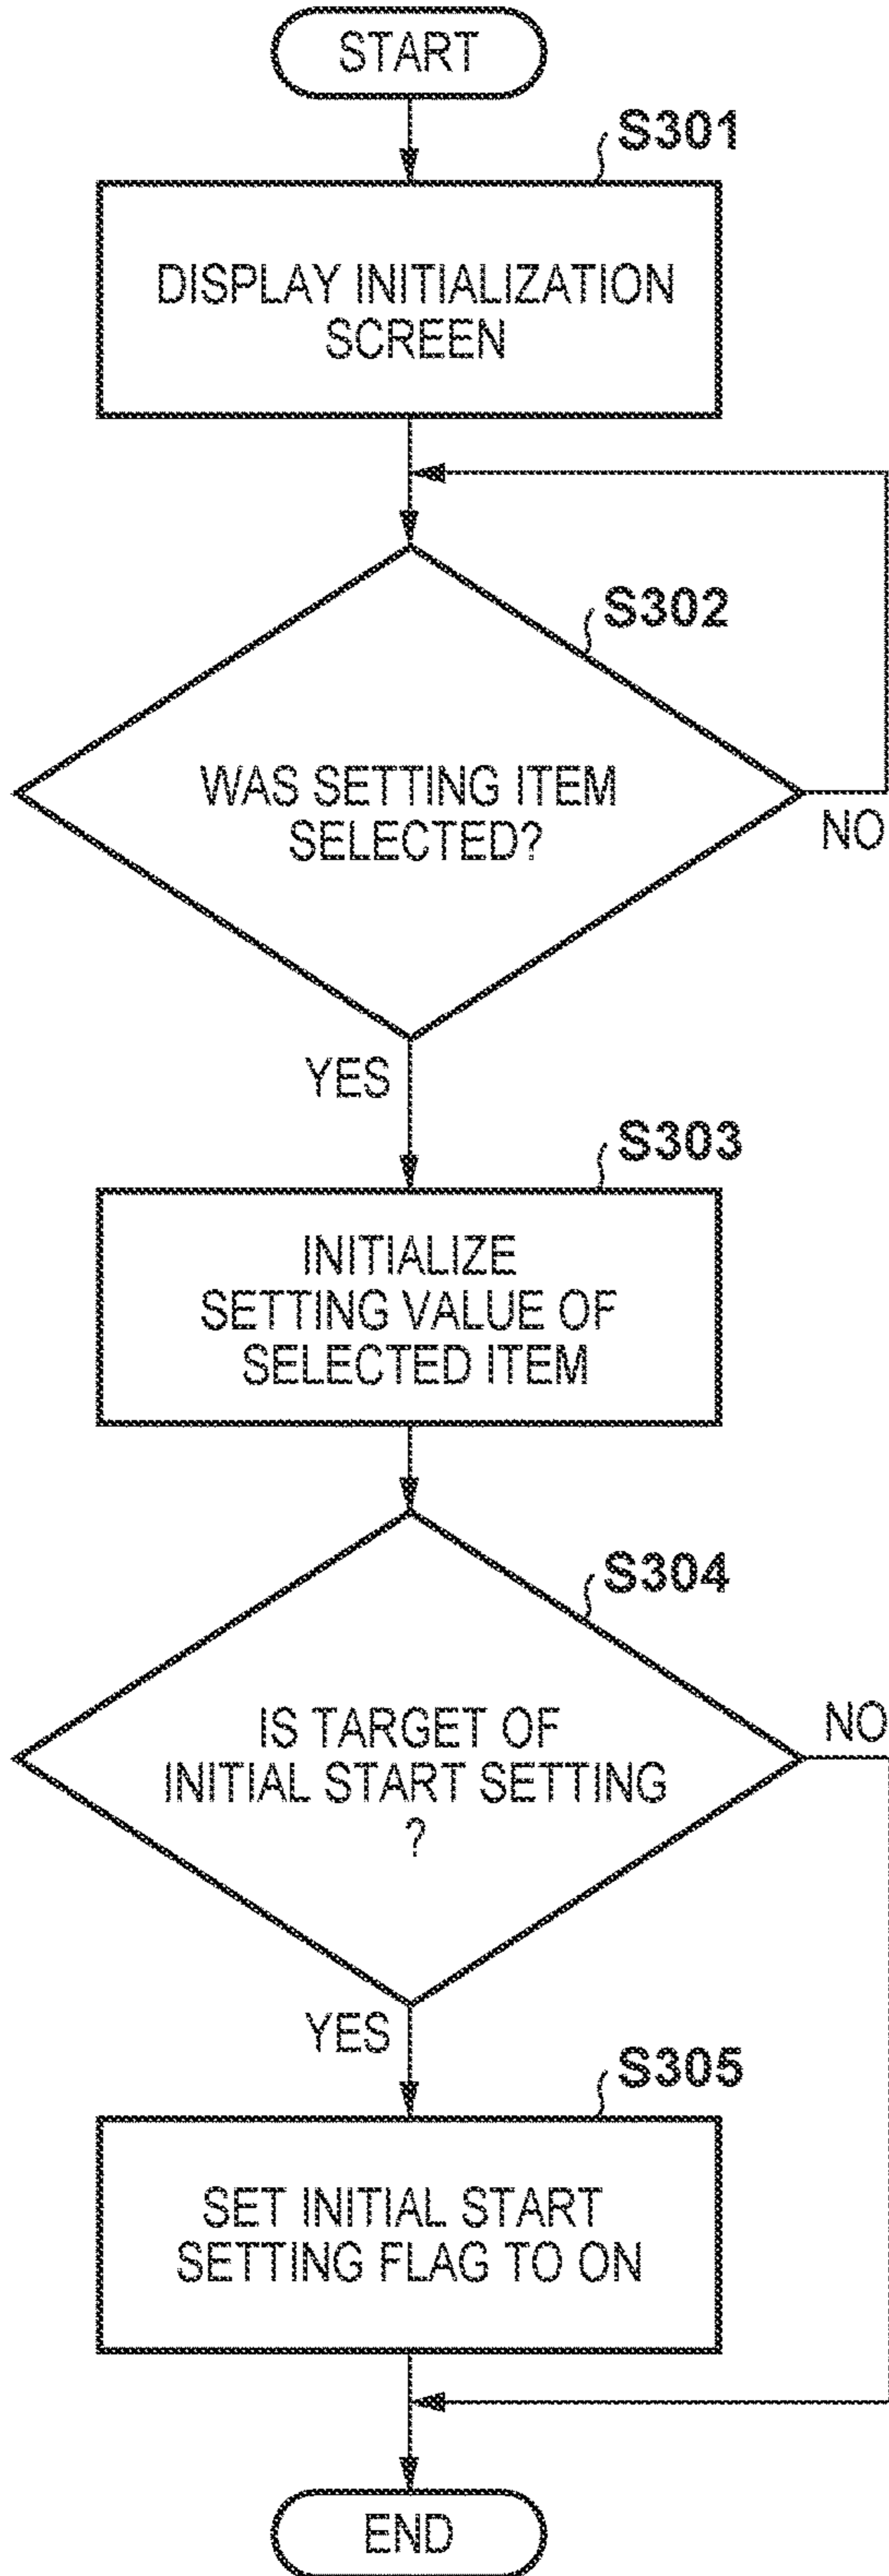 START
S301
DISPLAY INITIALIZATION
SCREEN
S302
WAS SETTING ITEM
SELECTED?
NO
YES
S303
INITIALIZE
SETTING VALUE OF
SELECTED ITEM
S304
IS TARGET OF
INITIAL START SETTING
?
NO
YES
S305
SET INITIAL START
SETTING FLAG TO ON
END